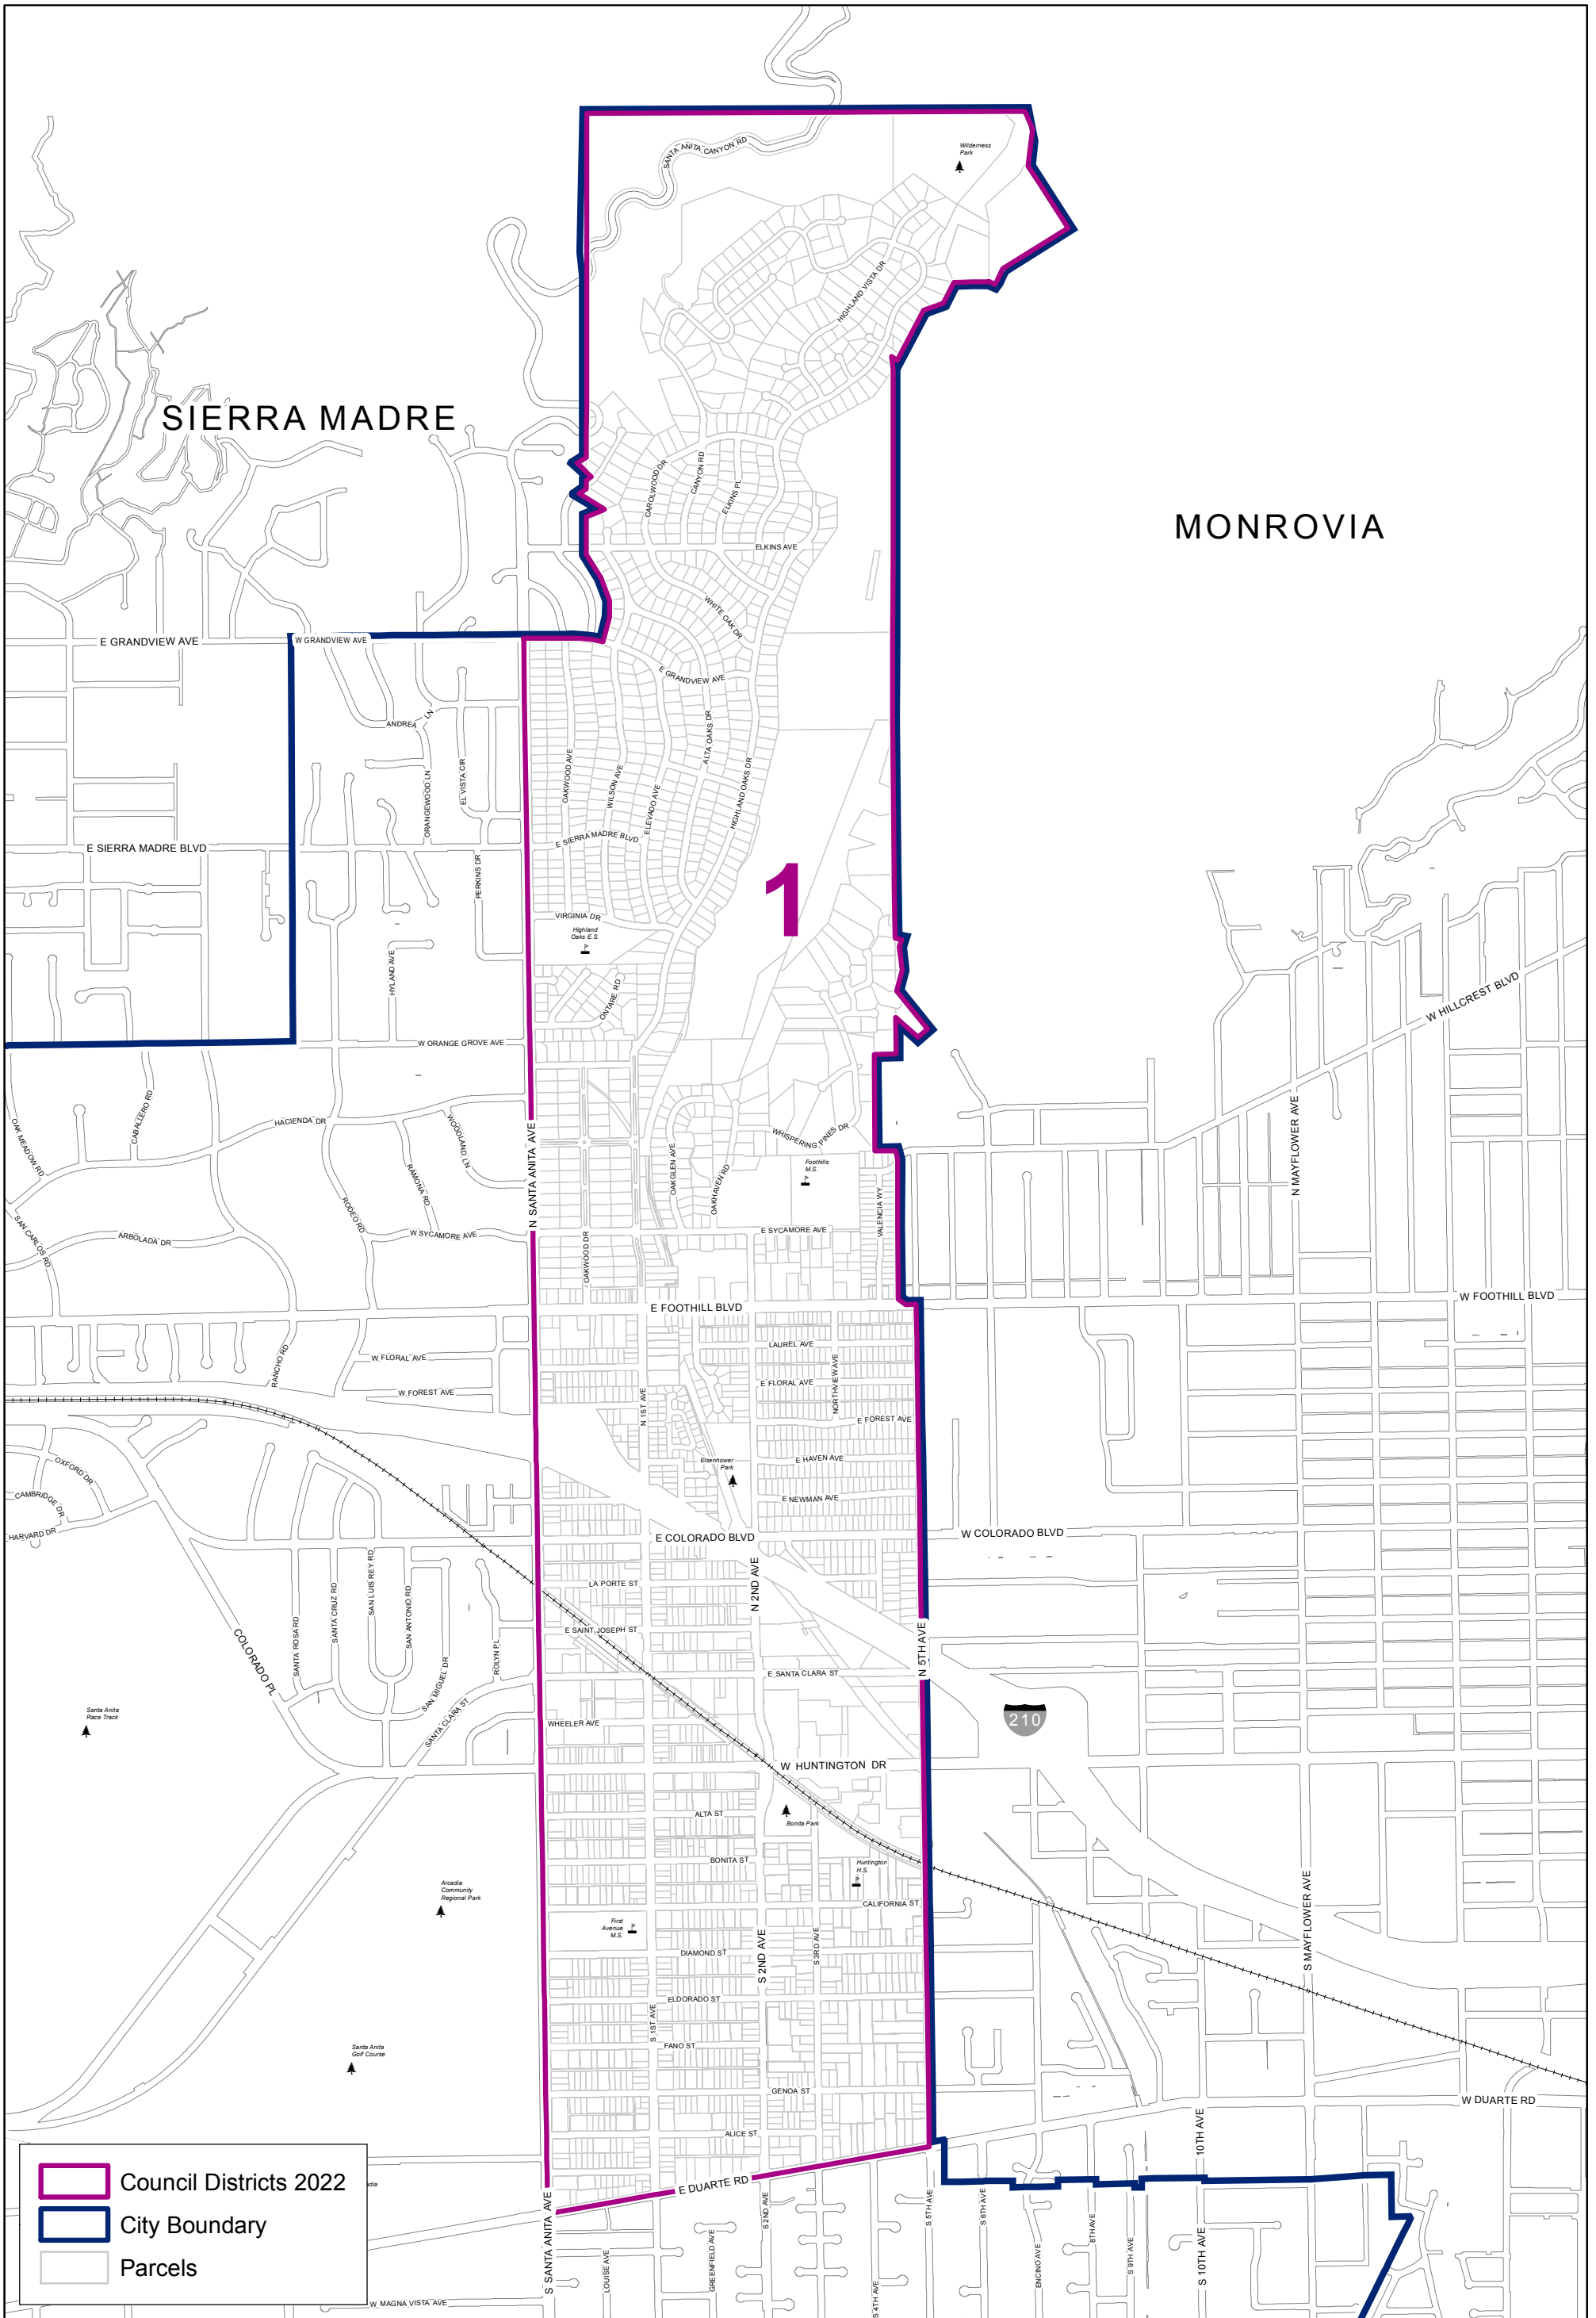 SANTA ANITA CANYON RD
Wilderness
Park
HIGHLAND VISTA DR
SIERRA MADRE
CAROLWOOD DR
CANYON RD
ELKINS PL
MONROVIA
ELKINS AVE
WHITE OAK DR
E GRANDVIEW AVE
W GRANDVIEW AVE
E GRANDVIEW AVE
ANDREA LN
ORANGEWOOD LN
EL VISTA CIR
OAKWOOD AVE
WILSON AVE
ELEVADO AVE
ALTA OAKS DR
HIGHLAND OAKS DR
E SIERRA MADRE BLVD
E SIERRA MADRE BLVD
PERKINS DR
1
VIRGINIA DR
Highland
Oaks E.S.
HYLAND AVE
ONTARE RD
W HILLCREST BLVD
W ORANGE GROVE AVE
OAK MEADOW RD
CABALLERO RD
HACIENDA DR
WOODLAND LN
N SANTA ANITA AVE
WHISPERING PINES DR
N MAYFLOWER AVE
RAMONA RD
OAKGLEN AVE
OAKHAVEN RD
Foothills
M.S.
VALENCIA WY
SAN CARLOS RD
ARBOLADA DR
RODEO RD
W SYCAMORE AVE
OAKWOOD DR
E SYCAMORE AVE
E FOOTHILL BLVD
W FOOTHILL BLVD
RANCHO RD
W FLORAL AVE
LAUREL AVE
W FOREST AVE
N 1ST AVE
E FLORAL AVE
NORTHVIEW AVE
E FOREST AVE
OXFORD DR
CAMBRIDGE DR
HARVARD DR
Eisenhower
Park
E HAVEN AVE
E NEWMAN AVE
E COLORADO BLVD
W COLORADO BLVD
LA PORTE ST
N 2ND AVE
SANTA ROSA RD
SANTA CRUZ RD
SAN LUIS REY RD
SAN ANTONIO RD
COLORADO PL
E SAINT JOSEPH ST
N 5TH AVE
SAN MIGUEL DR
ROLYN PL
E SANTA CLARA ST
SANTA CLARA ST
Santa Anita
Race Track
WHEELER AVE
210
W HUNTINGTON DR
ALTA ST
Bonita Park
BONITA ST
Huntington
H.S.
Arcadia
Community
Regional Park
CALIFORNIA ST
First
Avenue
M.S.
DIAMOND ST
S 2ND AVE
S 3RD AVE
S MAYFLOWER AVE
ELDORADO ST
S 1ST AVE
FANO ST
Santa Anita
Golf Course
GENOA ST
W DUARTE RD
ALICE ST
10TH AVE
E DUARTE RD
S SANTA ANITA AVE
LOUISE AVE
GREENFIELD AVE
S 2ND AVE
S 4TH AVE
S 5TH AVE
S 6TH AVE
ENCINO AVE
8TH AVE
S 9TH AVE
S 10TH AVE
W MAGNA VISTA AVE
Council Districts 2022
City Boundary
Parcels